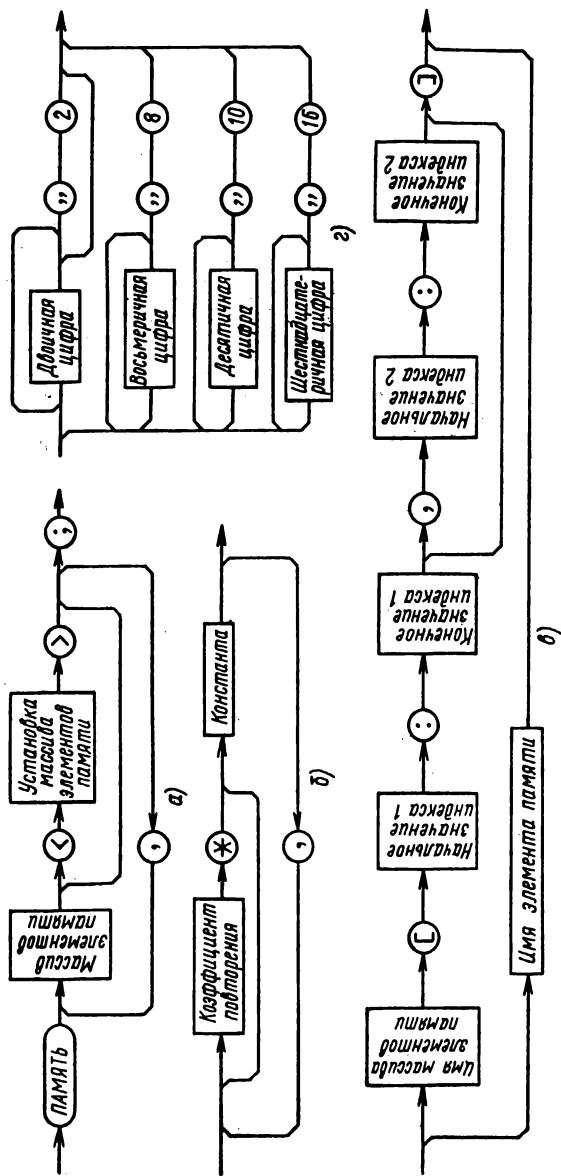 ПАМЯТЬ
Массив
элементов
памяти
<
Установка
массива
элементов
памяти
>
;
,
а)
Коэффициент
повторения
*
Константа
,
б)
Двоичная
цифра
"
2
Восьмеричная
цифра
"
8
Десятичная
цифра
"
10
Шестнадцате-
ричная цифра
"
16
г)
Имя массива
элементов
памяти
[
Начальное
значение
индекса 1
:
Конечное
значение
индекса 1
,
Начальное
значение
индекса 2
:
Конечное
значение
индекса 2
]
Имя элемента памяти
в)